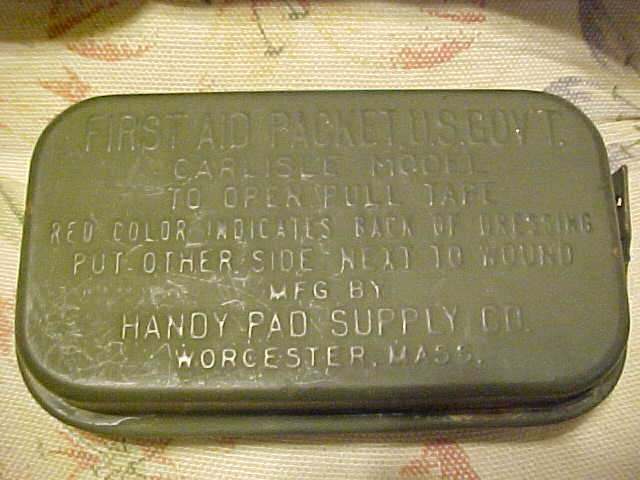 FIRST AID PACKET, U.S. GOV'T.
CARLISLE MODEL
TO OPEN PULL TAPE
RED COLOR INDICATES BACK OF DRESSING
PUT OTHER SIDE NEXT TO WOUND
MFG BY
HANDY PAD SUPPLY CO.
WORCESTER, MASS.